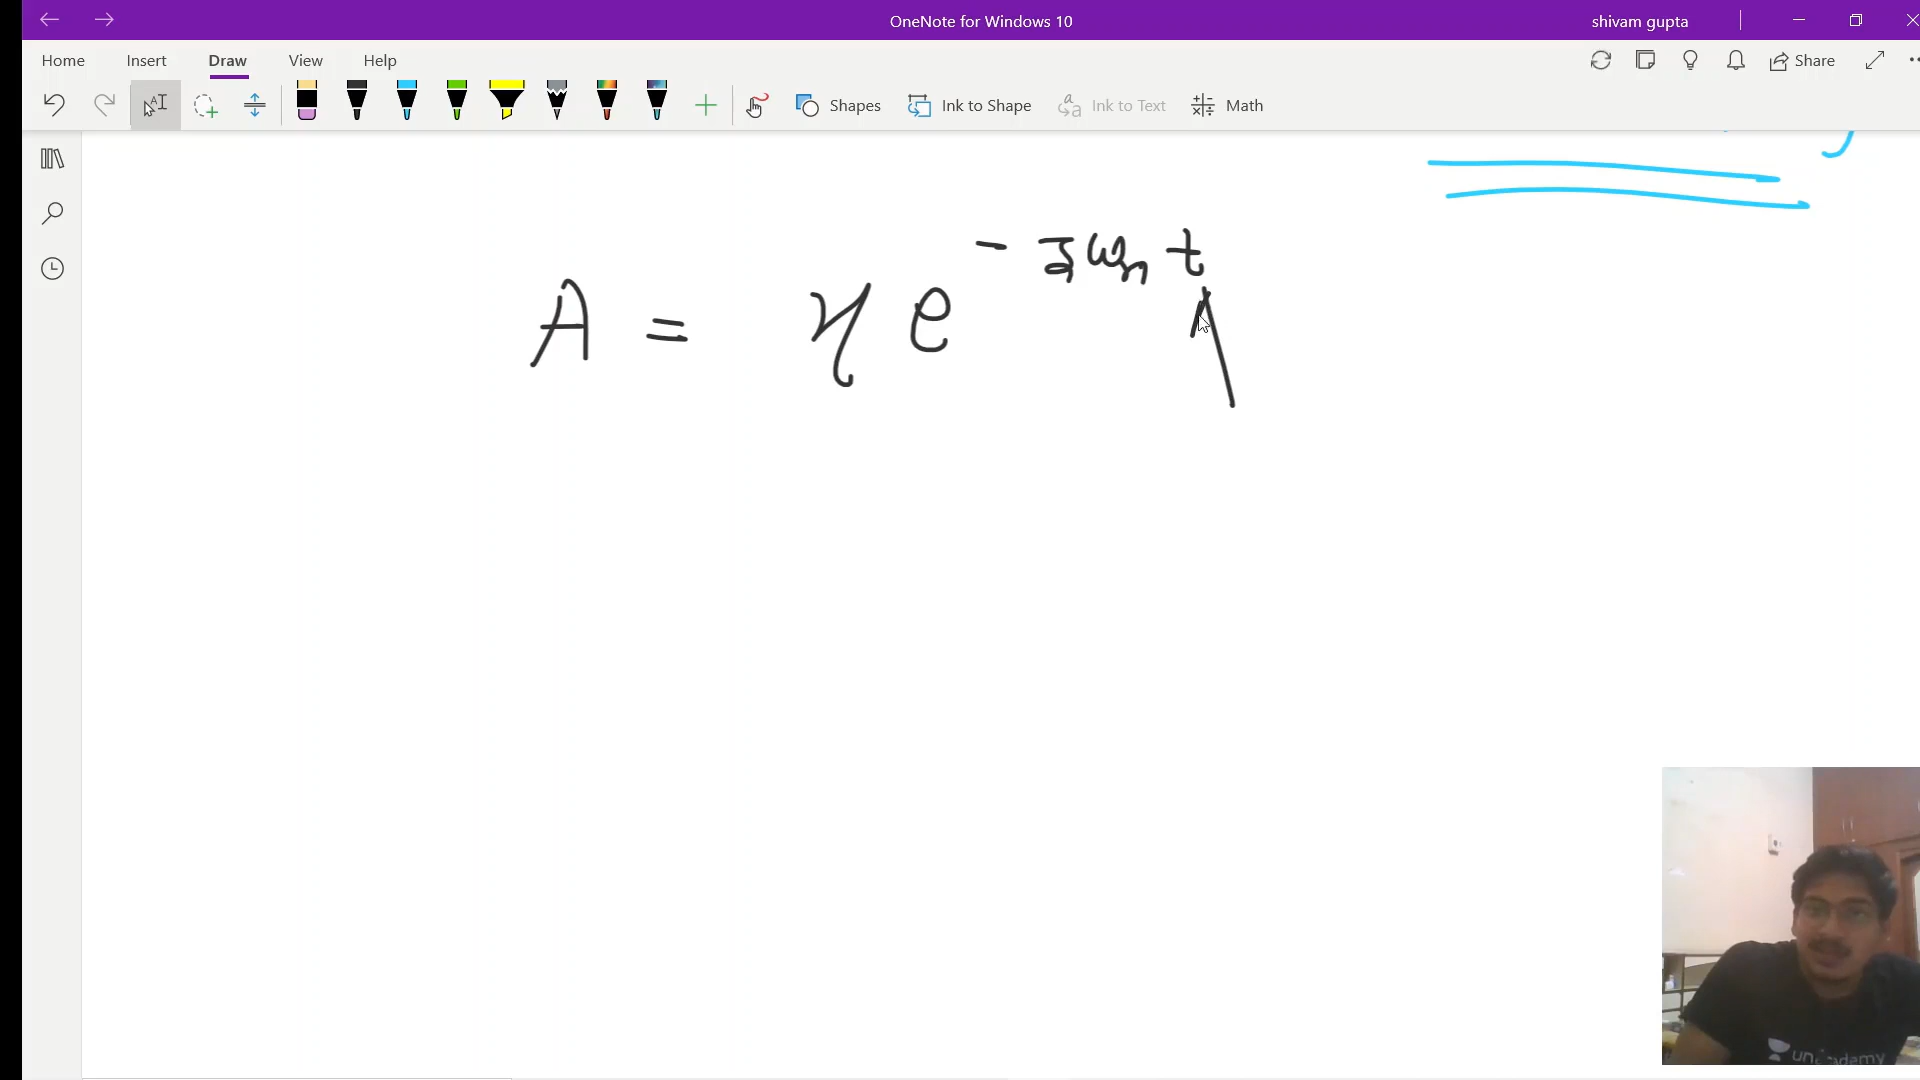 OneNote for Windows 10
shivam gupta
Home Insert Draw View Help
Share
Shapes Ink to Shape Ink to Text Math
A = η e^{- ξωₙ t}